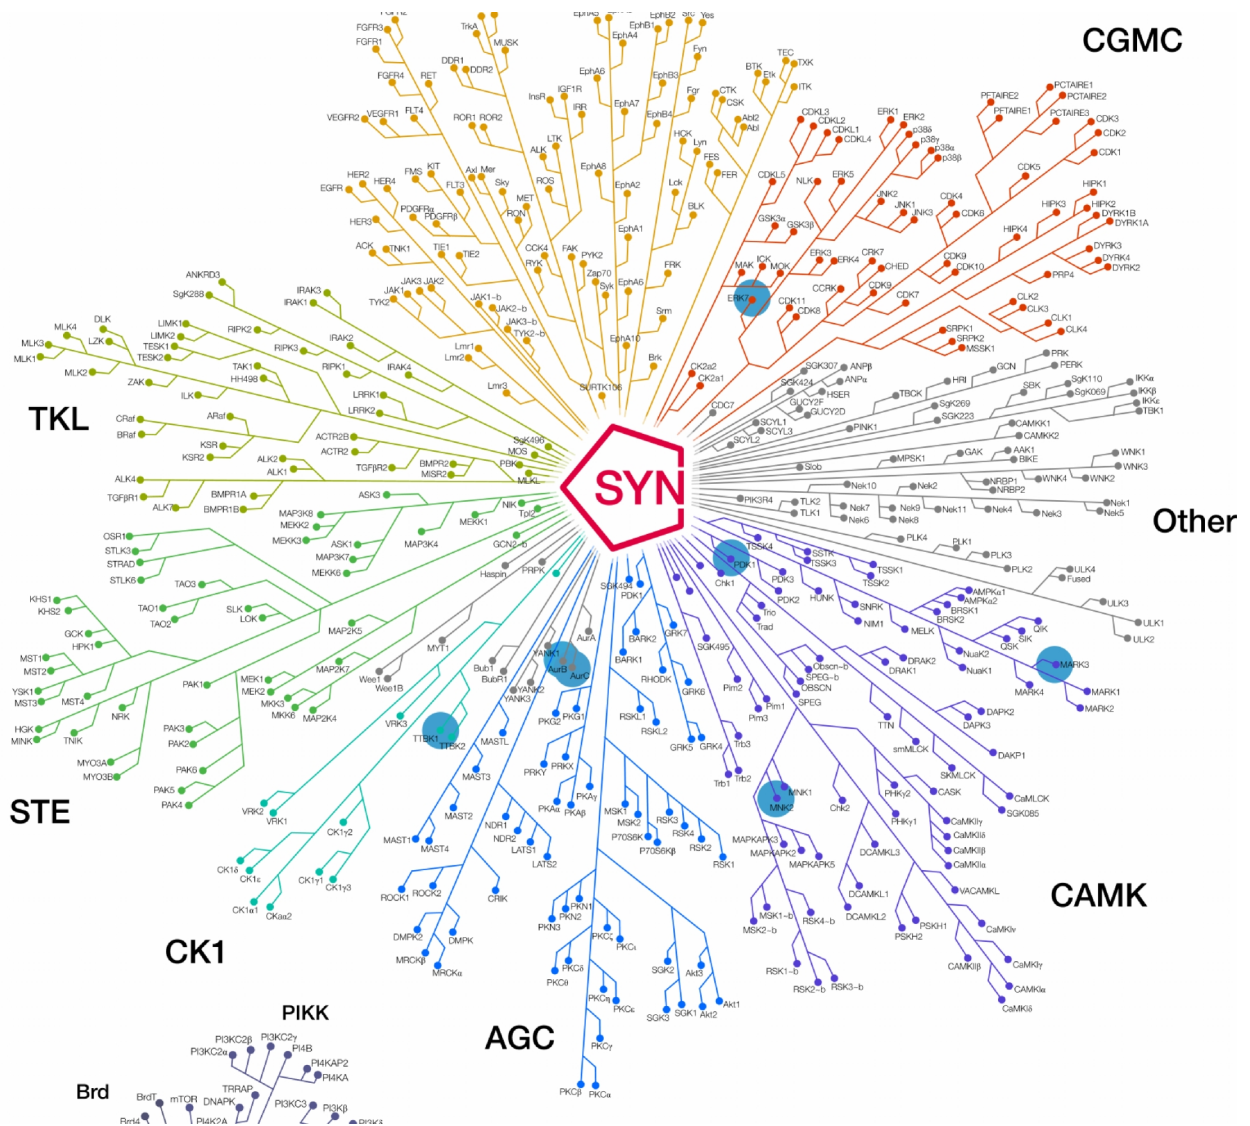 CGMC
FGFR3
FGFR1
FGFR4
RET
VEGFR2
VEGFR1
FLT4
TrkA
MUSK
DDR1
DDR2
ROR1
ROR2
InsR
IGF1R
IRR
LTK
ALK
ROS
EphA4
EphA6
EphA7
EphA8
EphA2
EphA1
EphA6
EphA10
EphB1
EphB2
EphB3
EphB4
Src
Yes
Fyn
Fgr
HCK
Lyn
Lck
BLK
FRK
Srm
Brk
CTK
CSK
Abl2
Abl
FES
FER
TEC
TXK
BTK
Etk
ITK
HER2
EGFR
HER4
HER3
FMS
KIT
FLT3
PDGFRα
PDGFRβ
Axl
Mer
Sky
MET
RON
ACK
TNK1
TIE1
TIE2
CCK4
RYK
FAK
PYK2
Zap70
Syk
JAK1
JAK3
JAK2
TYK2
JAK1~b
JAK2~b
JAK3~b
TYK2~b
Lmr1
Lmr2
Lmr3
SURTK106
CDKL3
CDKL2
CDKL1
CDKL4
CDKL5
ERK1
ERK2
p38δ
p38γ
p38α
p38β
NLK
ERK5
JNK2
JNK1
JNK3
GSK3α
GSK3β
MAK
ICK
MOK
ERK7
ERK3
ERK4
CRK7
CHED
CCRK
CDK9
CDK7
CDK11
CDK8
CDK9
CDK10
CDK4
CDK6
CDK5
PFTAIRE2
PFTAIRE1
PCTAIRE1
PCTAIRE2
PCTAIRE3
CDK3
CDK2
CDK1
HIPK1
HIPK2
HIPK3
HIPK4
DYRK1B
DYRK1A
DYRK3
DYRK4
DYRK2
PRP4
CLK2
CLK3
CLK1
CLK4
SRPK1
SRPK2
MSSK1
CK2a2
CK2a1
TKL
ANKRD3
SgK288
IRAK3
IRAK1
IRAK2
IRAK4
RIPK2
RIPK3
RIPK1
LIMK1
LIMK2
TESK1
TESK2
DLK
LZK
MLK4
MLK3
MLK1
MLK2
ZAK
TAK1
HH498
ILK
LRRK1
LRRK2
CRaf
BRaf
ARaf
KSR
KSR2
ACTR2B
ACTR2
TGFβR2
BMPR2
MISR2
ALK4
TGFβR1
ALK7
ALK2
ALK1
BMPR1A
BMPR1B
SgK496
MOS
PBK
MLKL
SYN
Other
CDC7
SGK307
SGK424
ANPβ
ANPα
HSER
GUCY2F
GUCY2D
SCYL1
SCYL3
SCYL2
PRK
PERK
GCN
HRI
TBCK
PINK1
SgK269
SGK223
SBK
SgK110
SgK069
IKKα
IKKβ
IKKε
TBK1
CAMKK1
CAMKK2
Slob
MPSK1
GAK
AAK1
BIKE
WNK1
WNK3
WNK4
WNK2
NRBP1
NRBP2
PIK3R4
TLK2
TLK1
Nek10
Nek2
Nek7
Nek6
Nek9
Nek8
Nek11
Nek4
Nek3
Nek1
Nek5
PLK4
PLK1
PLK3
PLK2
ULK4
Fused
ULK3
ULK1
ULK2
STE
ASK3
MAP3K8
MEKK2
MEKK3
ASK1
MAP3K7
MEKK6
MAP3K4
MEKK1
NIK
Tpl2
GCN2~b
OSR1
STLK3
STRAD
STLK6
TAO3
TAO1
TAO2
SLK
LOK
KHS1
KHS2
GCK
HPK1
MST1
MST2
YSK1
MST3
MST4
HGK
MINK
TNIK
NRK
MYO3A
MYO3B
PAK1
PAK3
PAK2
PAK6
PAK5
PAK4
MAP2K5
MAP2K7
MEK1
MEK2
MKK3
MKK6
MAP2K4
Haspin
PRPK
MYT1
Wee1
Wee1B
Bub1
BubR1
AurA
YANK1
AurB
AurC
YANK2
YANK3
CK1
VRK3
TTBK1
TTBK2
VRK2
VRK1
CK1γ2
CK1δ
CK1ε
CK1γ1
CK1γ3
CK1α1
CKaα2
AGC
SGK494
PDK1
BARK2
BARK1
GRK7
RHODK
GRK6
GRK5
GRK4
RSKL1
RSKL2
PKG2
PKG1
PRKY
PRKX
PKAγ
PKAα
PKAβ
MASTL
MAST3
MAST2
MAST1
MAST4
NDR1
NDR2
LATS1
LATS2
ROCK1
ROCK2
CRIK
DMPK2
DMPK
MRCKβ
MRCKα
MSK1
MSK2
P70S6K
P70S6Kβ
RSK3
RSK4
RSK2
RSK1
PKN1
PKN2
PKN3
PKCζ
PKCι
PKCδ
PKCθ
PKCη
PKCε
PKCγ
PKCβ
PKCα
SGK2
SGK3
SGK1
Akt3
Akt2
Akt1
CAMK
TSSK4
PDK1
Chk1
SSTK
TSSK3
TSSK1
TSSK2
PDK3
PDK2
HUNK
SNRK
NIM1
Trio
Trad
SGK495
AMPKα1
AMPKα2
BRSK1
BRSK2
MELK
QIK
SIK
QSK
NuaK2
NuaK1
MARK3
MARK4
MARK1
MARK2
Pim2
Pim1
Pim3
Trb3
Trb2
Trb1
Obscn~b
SPEG~b
OBSCN
SPEG
DRAK2
DRAK1
DAPK2
DAPK3
DAKP1
TTN
smMLCK
SKMLCK
CaMLCK
SGK085
MNK1
MNK2
Chk2
PHKγ2
PHKγ1
CASK
CaMKIIγ
CaMKIIδ
CaMKIIβ
CaMKIIα
MAPKAPK3
MAPKAPK2
MAPKAPK5
DCAMKL3
DCAMKL1
DCAMKL2
VACAMKL
PSKH1
PSKH2
MSK1~b
MSK2~b
RSK4~b
RSK1~b
RSK2~b
RSK3~b
CaMKIv
CaMKIγ
CAMKIIβ
CAMKIα
CaMKIδ
PIKK
PI3KC2β
PI3KC2γ
PI3KC2α
PI4B
PI4KAP2
PI4KA
Brd
BrdT
mTOR
DNAPK
TRRAP
PI3KC3
PI3Kβ
Brd4
PI4K2A
PI3Kδ